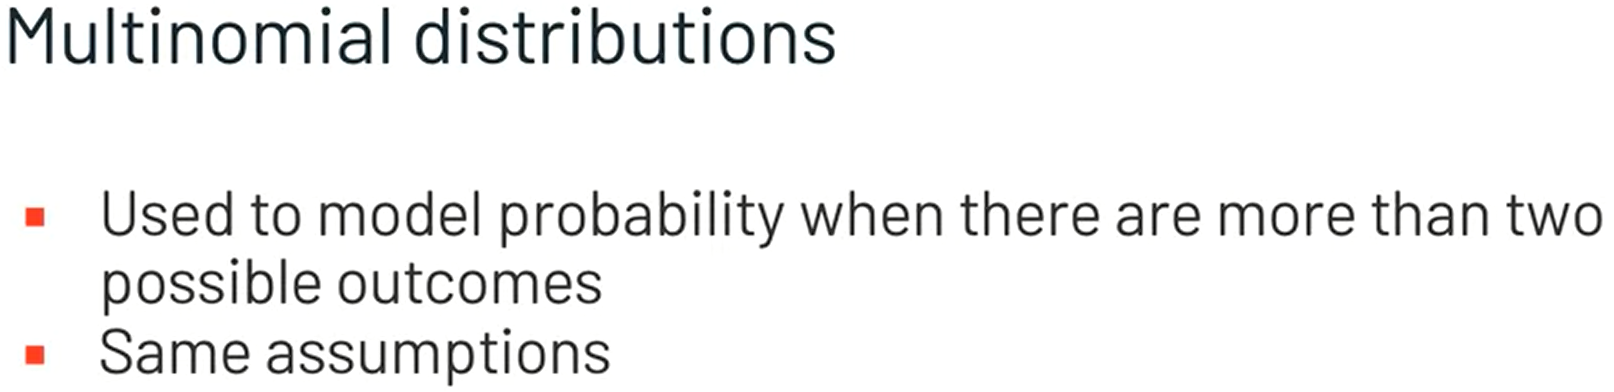 Multinomial distributions
Used to model probability when there are more than two
possible outcomes
Same assumptions